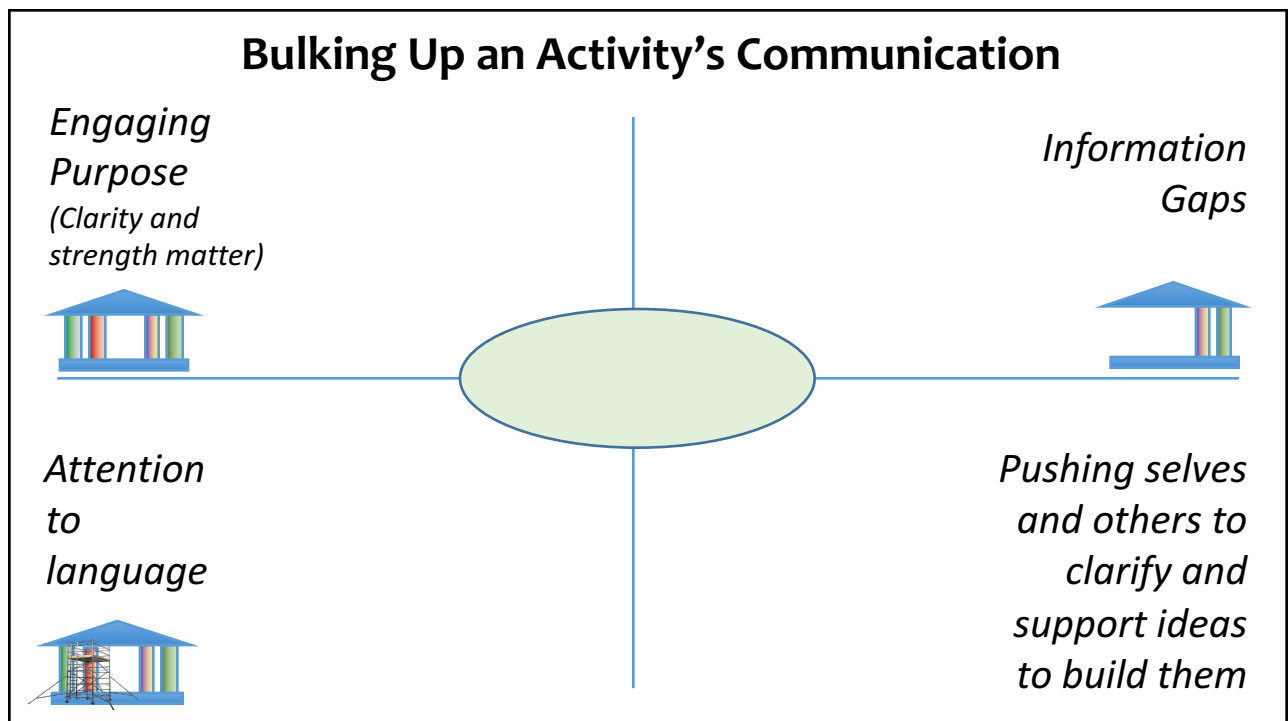 Bulking Up an Activity’s Communication
Engaging
Purpose
(Clarity and
strength matter)
Information
Gaps
Attention
to
language
Pushing selves
and others to
clarify and
support ideas
to build them